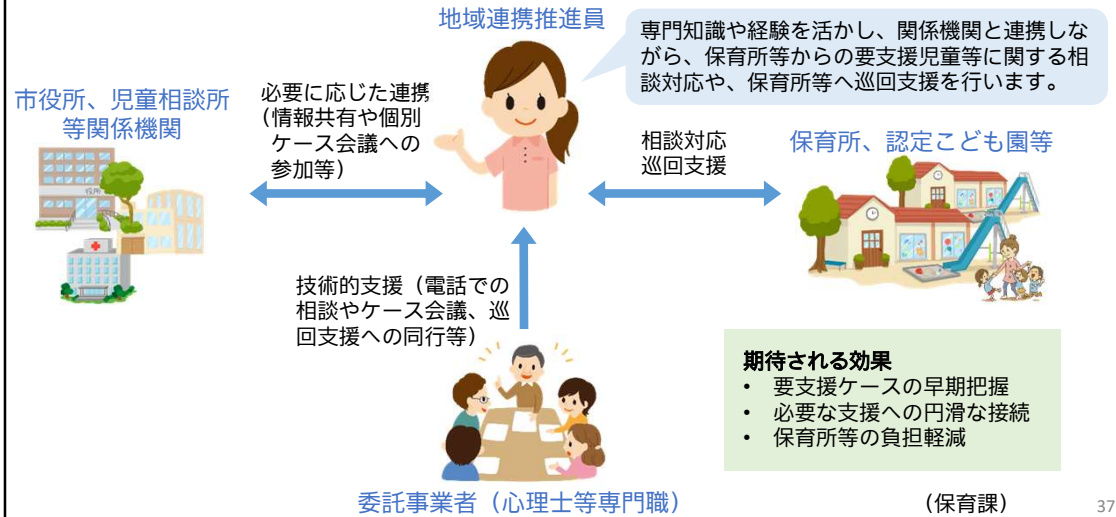 地域連携推進員
専門知識や経験を活かし、関係機関と連携しな
がら、保育所等からの要支援児童等に関する相
談対応や、保育所等へ巡回支援を行います。
市役所、児童相談所
等関係機関
必要に応じた連携
（情報共有や個別
ケース会議への
参加等）
相談対応
巡回支援
保育所、認定こども園等
役所
技術的支援（電話での
相談やケース会議、巡
回支援への同行等）
期待される効果
• 要支援ケースの早期把握
• 必要な支援への円滑な接続
• 保育所等の負担軽減
委託事業者（心理士等専門職）
（保育課）
37